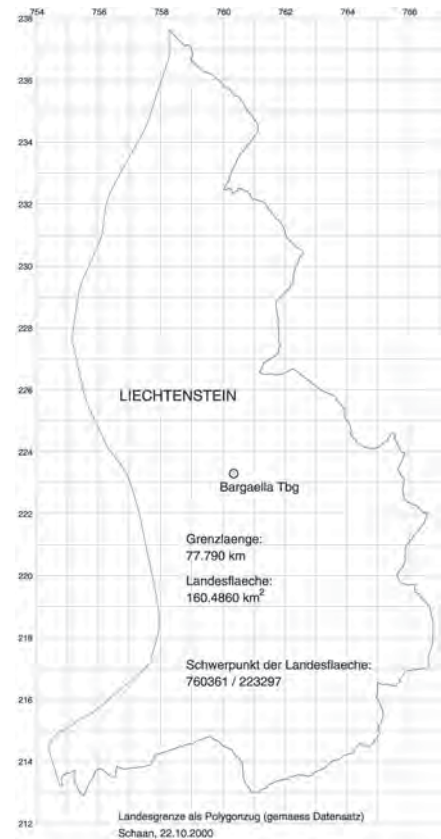 754 756 758 760 762 764 766
236
234
232
230
228
226
LIECHTENSTEIN
224
Bargaella Tbg
222
Grenzlaenge:
77.790 km
220
Landesflaeche:
160.4860 km²
218
Schwerpunkt der Landesflaeche:
760361 / 223297
216
214
Landesgrenze als Polygonzug (gemaess Datensatz)
212
Schaan, 22.10.2000